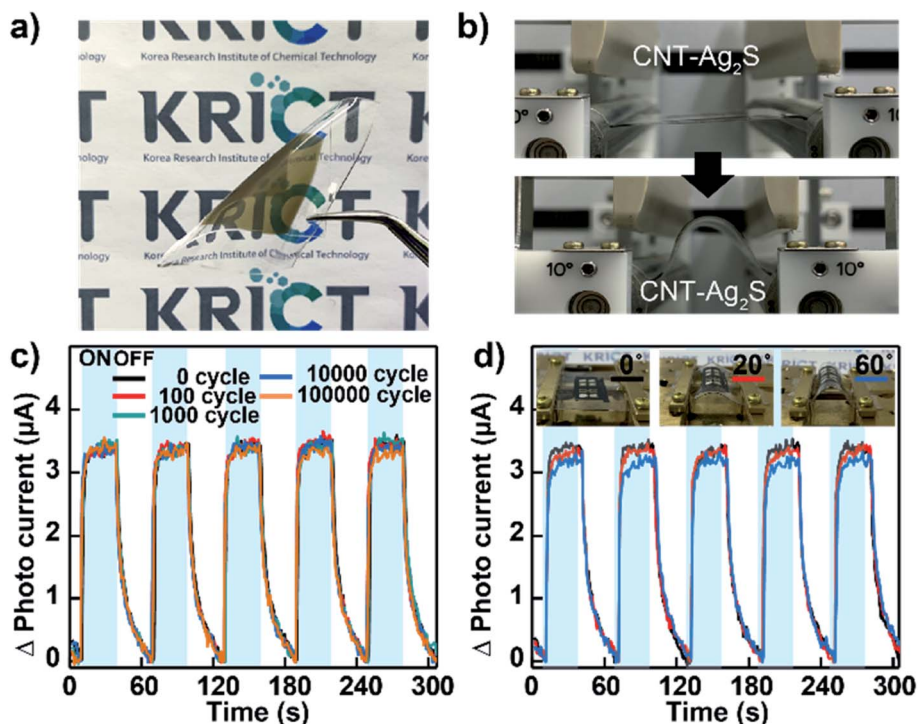 a)
KRICT
Korea Research Institute of Chemical Technology
KRICT
Korea Research Institute of Chemical Technology
KRICT
Korea Research Institute of Chemical Technology
KRICT
b)
CNT-Ag₂S
0°
10°
10°
10°
CNT-Ag₂S
c)
ON OFF
0 cycle
100 cycle
1000 cycle
10000 cycle
100000 cycle
Δ Photo current (μA)
4
3
2
1
0
0 60 120 180 240 300
Time (s)
d)
KRICT
0°
20°
60°
Δ Photo current (μA)
4
3
2
1
0
0 60 120 180 240 300
Time (s)